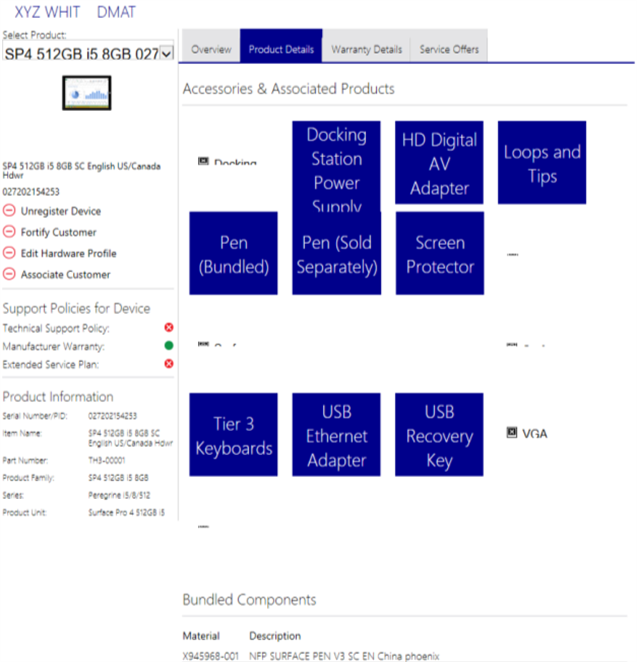 XYZ WHIT DMAT
Select Product:
SP4 512GB i5 8GB 027
SP4 512GB i5 8GB SC English US/Canada
Hdwr
027202154253
Unregister Device
Fortify Customer
Edit Hardware Profile
Associate Customer
Support Policies for Device
Technical Support Policy:
Manufacturer Warranty:
Extended Service Plan:
Product Information
Serial Number/PID: 027202154253
Item Name: SP4 512GB i5 8GB SC
English US/Canada Hdwr
Part Number: TH3-00001
Product Family: SP4 512GB i5 8GB
Series: Peregrine i5/8/512
Product Unit: Surface Pro 4 512GB i5
Overview Product Details Warranty Details Service Offers
Accessories & Associated Products
Docking
Docking
Station
Power
Supply
HD Digital
AV
Adapter
Loops and
Tips
Pen
(Bundled)
Pen (Sold
Separately)
Screen
Protector
Tier 3
Keyboards
USB
Ethernet
Adapter
USB
Recovery
Key
VGA
Bundled Components
Material Description
X945968-001 NFP SURFACE PEN V3 SC EN China phoenix